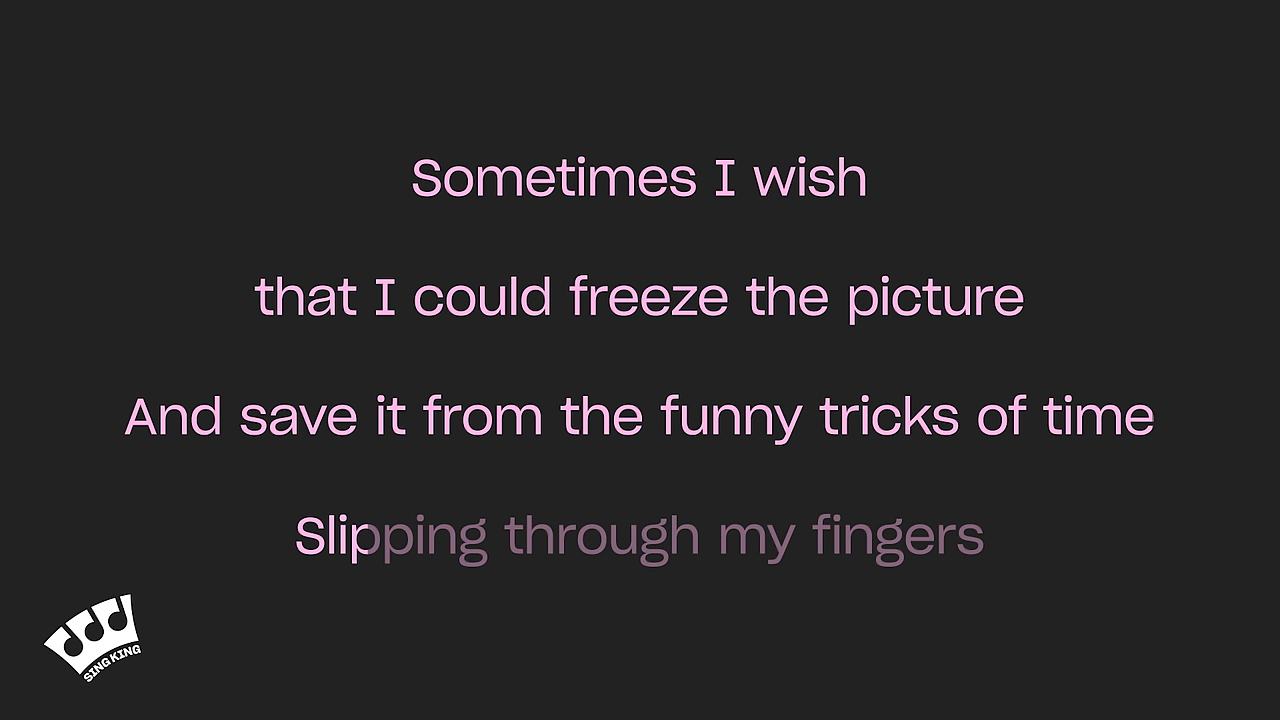 Sometimes I wish
that I could freeze the picture
And save it from the funny tricks of time
Slipping through my fingers
SING KING